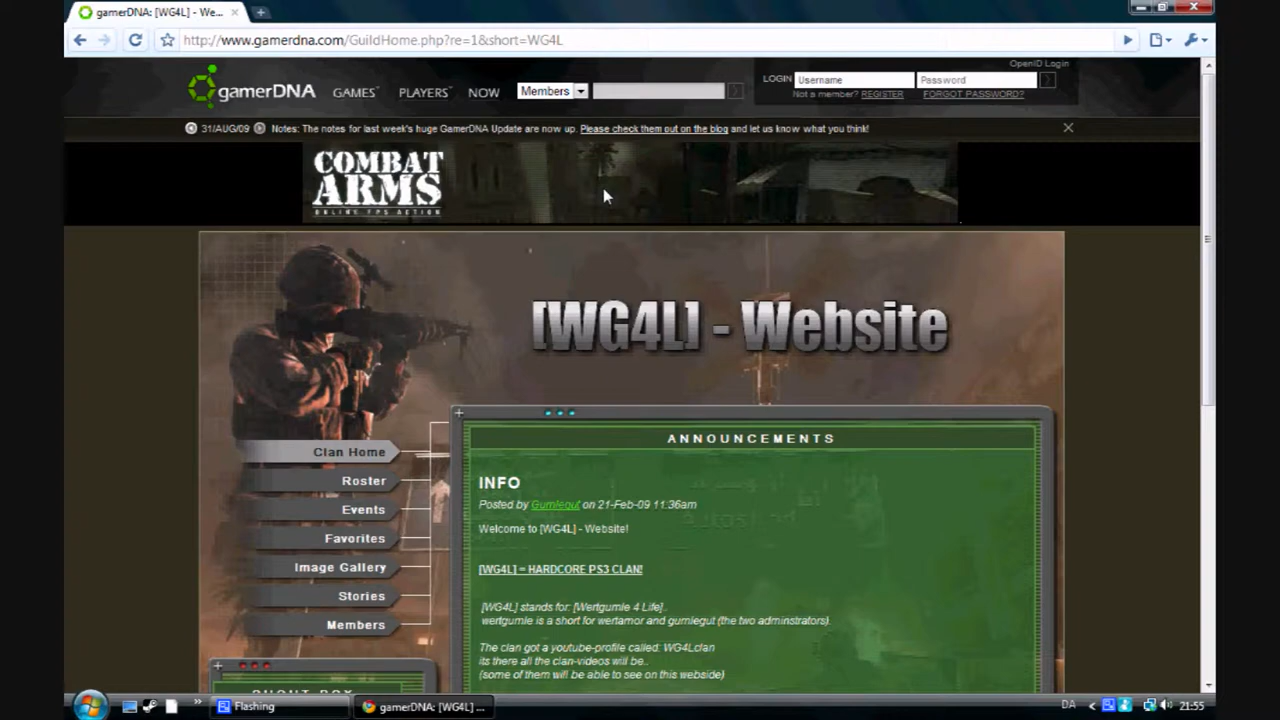 gamerDNA: [WG4L] - We...
http://www.gamerdna.com/GuildHome.php?re=1&short=WG4L
OpenID Login
gamerDNA GAMES PLAYERS NOW Members LOGIN Username Password
Not a member? REGISTER FORGOT PASSWORD?
31/AUG/09 Notes: The notes for last week's huge GamerDNA Update are now up. Please check them out on the blog and let us know what you think!
COMBAT
ARMS
ONLINE FPS ACTION
[WG4L] - Website
ANNOUNCEMENTS
Clan Home
Roster
Events
Favorites
Image Gallery
Stories
Members
INFO
Posted by Gumlegut on 21-Feb-09 11:36am
Welcome to [WG4L] - Website!
[WG4L] = HARDCORE PS3 CLAN!
[WG4L] stands for: [Wertgumle 4 Life]..
wertgumle is a short for wertamor and gumlegut (the two adminstrators).
The clan got a youtube-profile called: WG4Lclan
its there all the clan-videos will be..
(some of them will be able to see on this webside)
SHOUT BOX
Flashing
gamerDNA: [WG4L] ...
DA
21:55